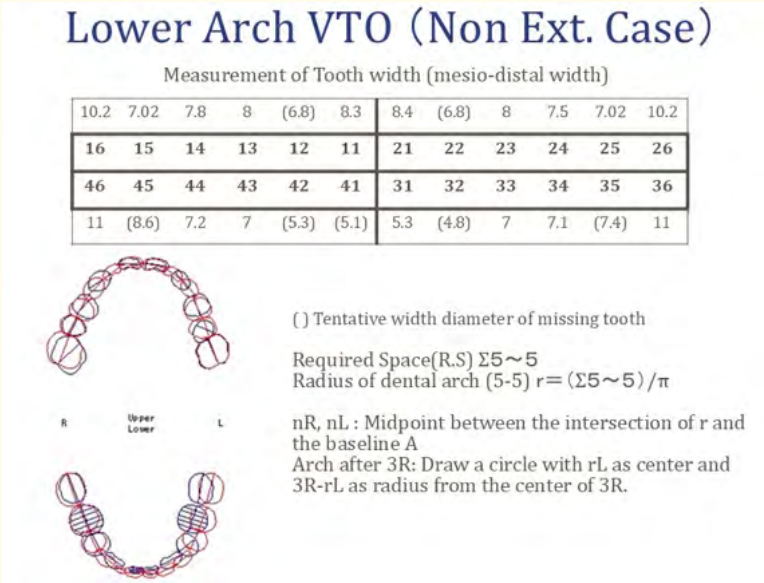 Lower Arch VTO（Non Ext. Case）
Measurement of Tooth width (mesio-distal width)
10.2 7.02 7.8 8 (6.8) 8.3 8.4 (6.8) 8 7.5 7.02 10.2
16 15 14 13 12 11 21 22 23 24 25 26
46 45 44 43 42 41 31 32 33 34 35 36
11 (8.6) 7.2 7 (5.3) (5.1) 5.3 (4.8) 7 7.1 (7.4) 11
( ) Tentative width diameter of missing tooth
Required Space(R.S) Σ5～5
Radius of dental arch (5-5) r＝(Σ5～5)/π
R Upper L
Lower
nR, nL : Midpoint between the intersection of r and
the baseline A
Arch after 3R: Draw a circle with rL as center and
3R-rL as radius from the center of 3R.